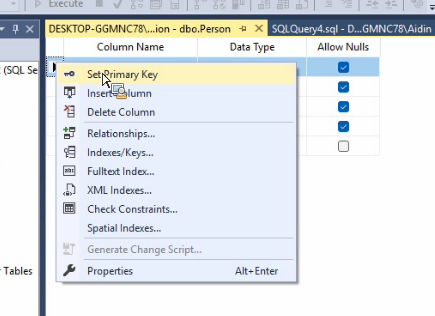 Execute
DESKTOP-GGMNC78\...ion - dbo.Person
SQLQuery4.sql - D...GGMNC78\Aidin
Column Name Data Type Allow Nulls
(SQL Se
Set Primary Key
Insert Column
Delete Column
Relationships...
Indexes/Keys...
Fulltext Index...
XML Indexes...
Check Constraints...
Spatial Indexes...
Generate Change Script...
Tables
Properties Alt+Enter